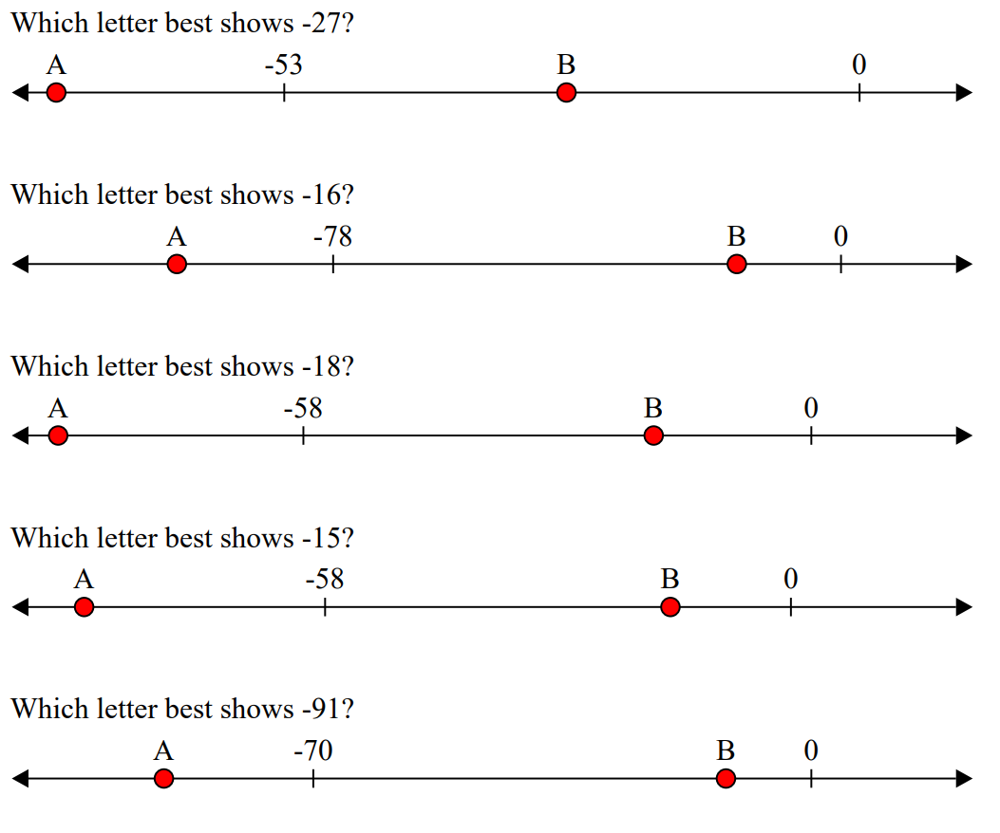 Which letter best shows -27?
A -53 B 0
Which letter best shows -16?
A -78 B 0
Which letter best shows -18?
A -58 B 0
Which letter best shows -15?
A -58 B 0
Which letter best shows -91?
A -70 B 0